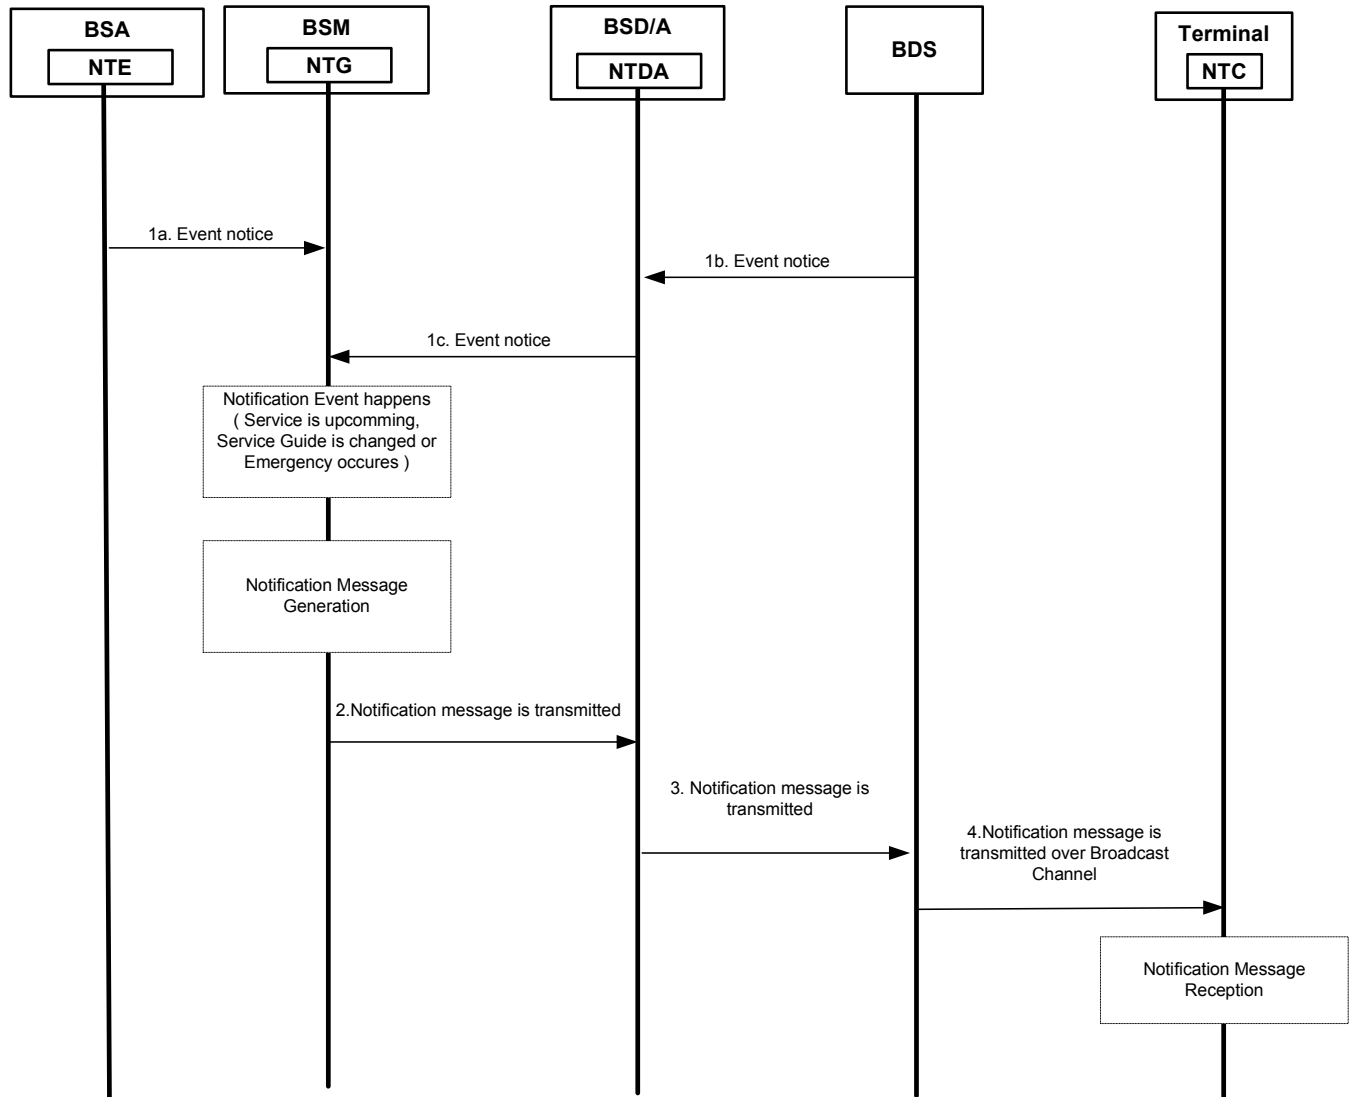 BSA
NTE
BSM
NTG
BSD/A
NTDA
BDS
Terminal
NTC
1a. Event notice
1b. Event notice
1c. Event notice
Notification Event happens
( Service is upcomming,
Service Guide is changed or
Emergency occures )
Notification Message
Generation
2.Notification message is transmitted
3. Notification message is
transmitted
4.Notification message is
transmitted over Broadcast
Channel
Notification Message
Reception